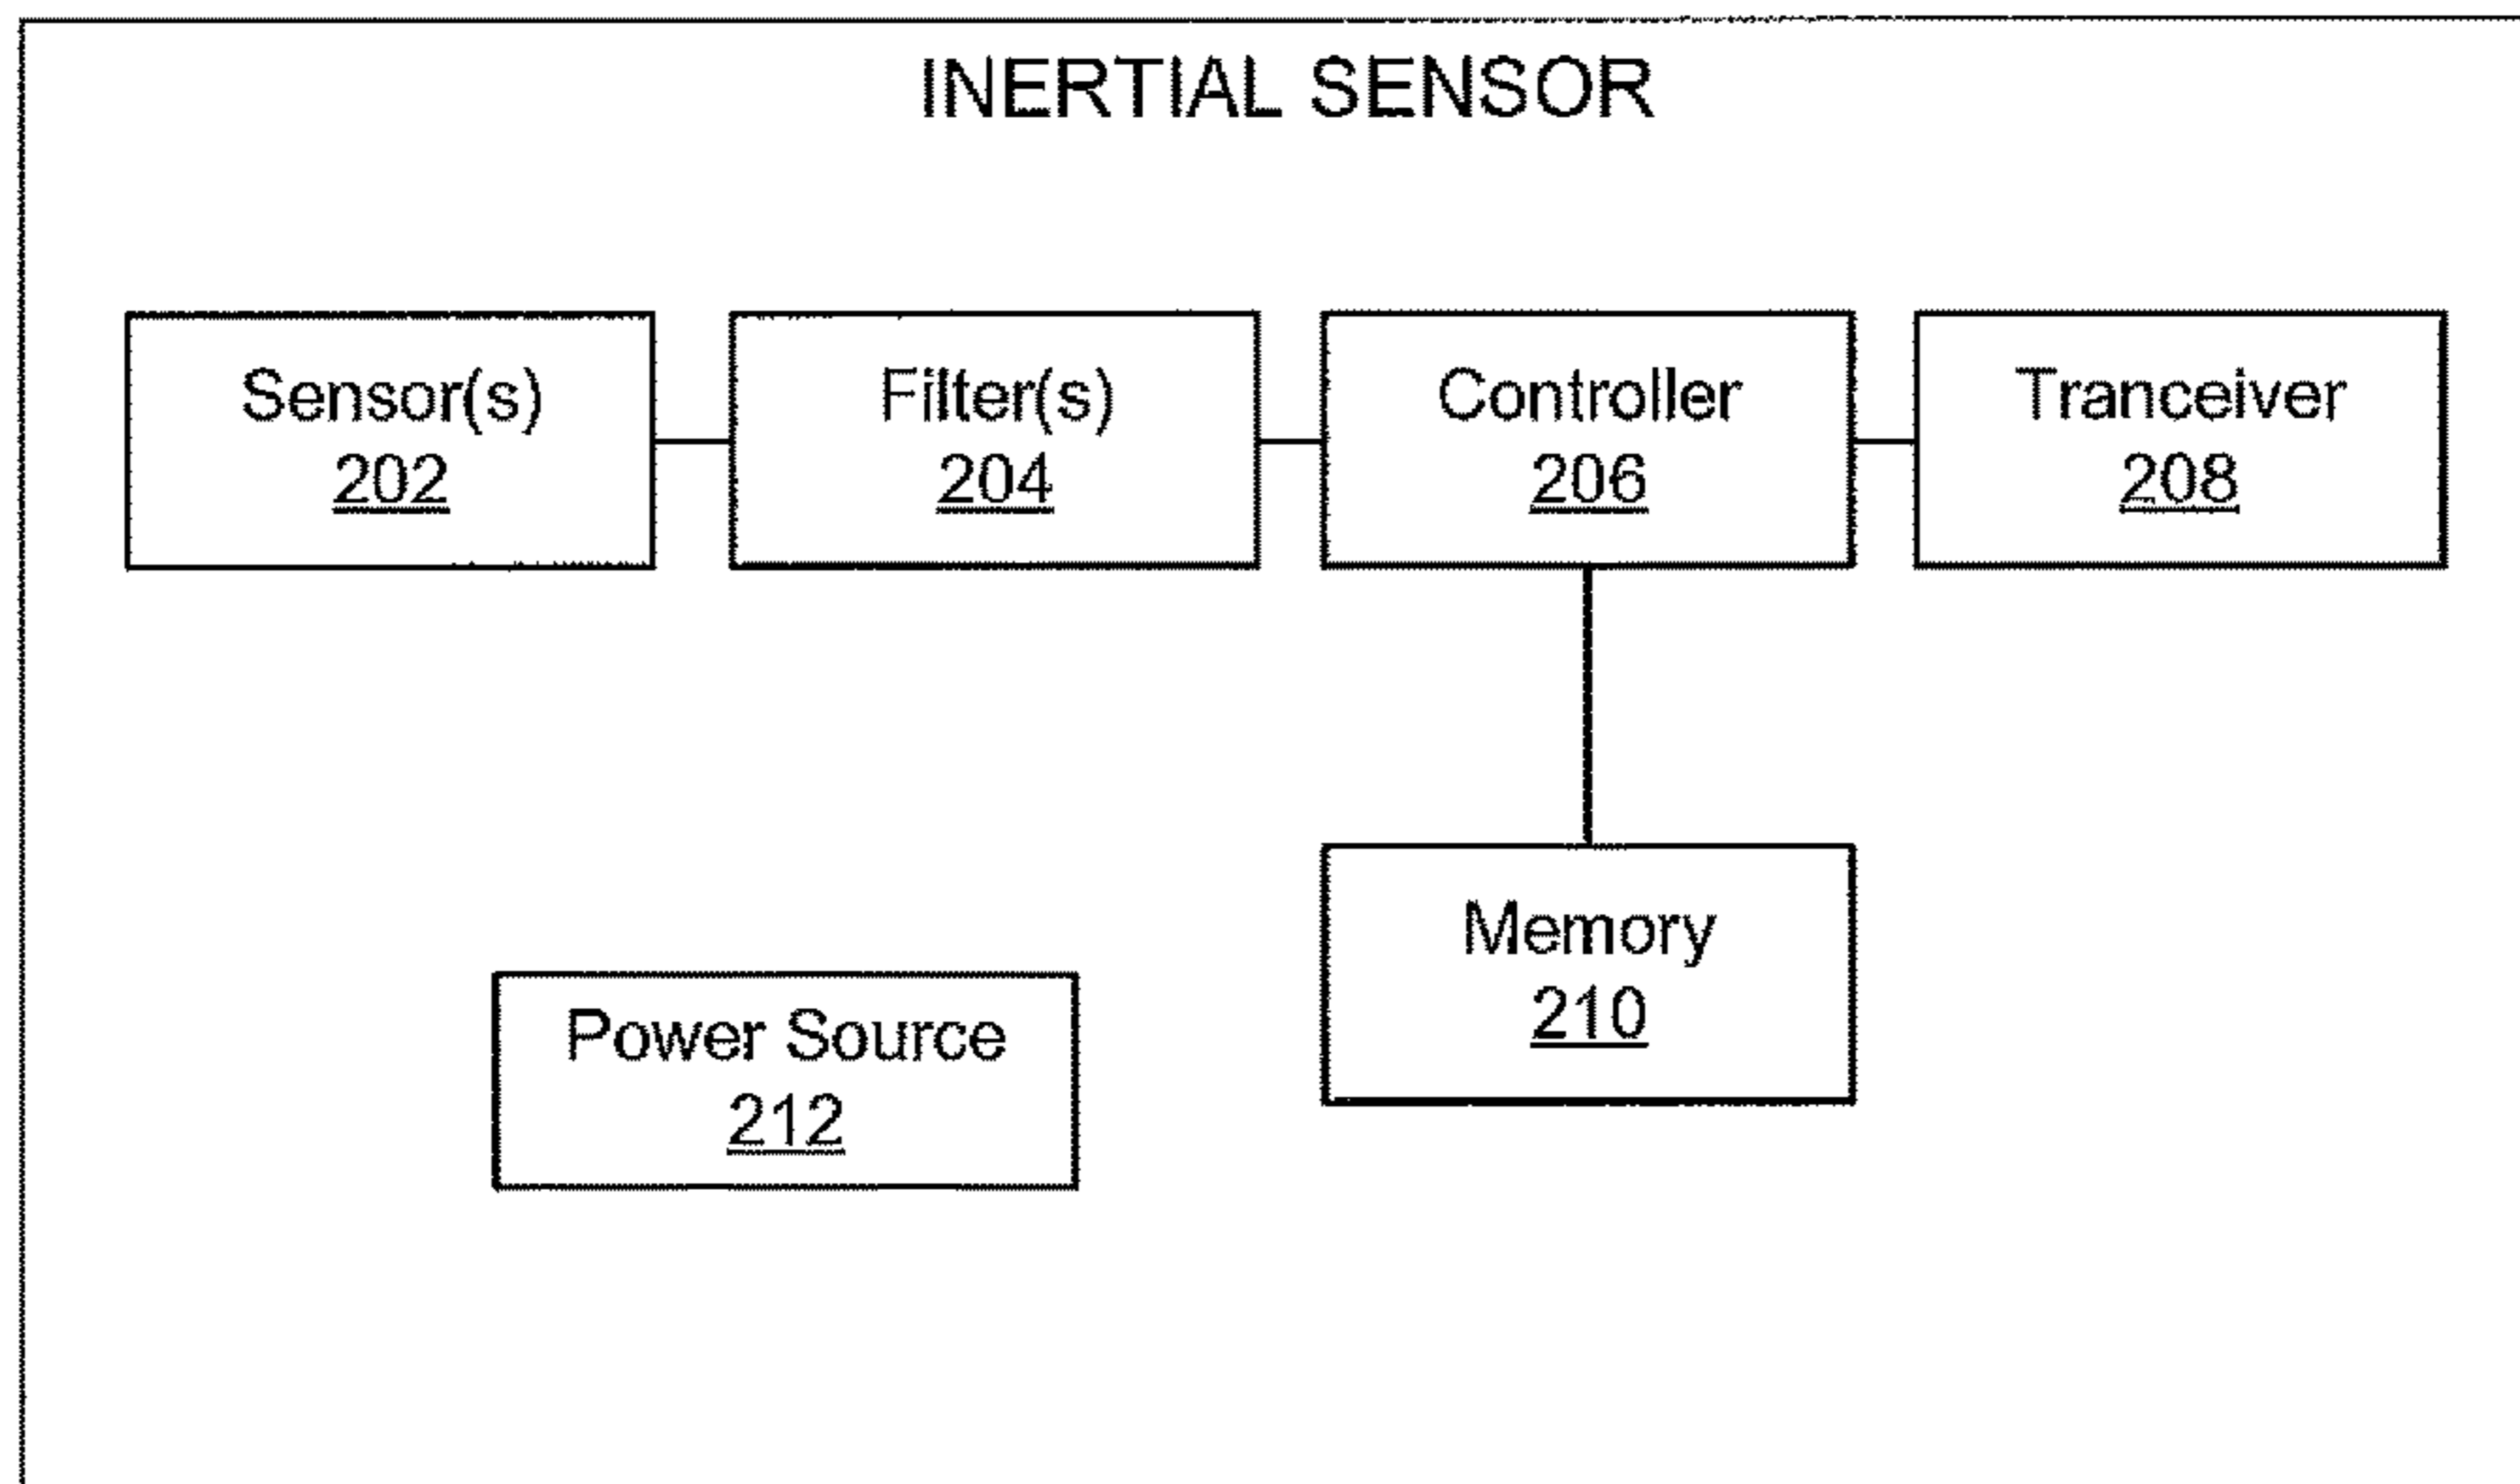 INERTIAL SENSOR
Sensor(s)
202
Filter(s)
204
Controller
206
Tranceiver
208
Memory
210
Power Source
212